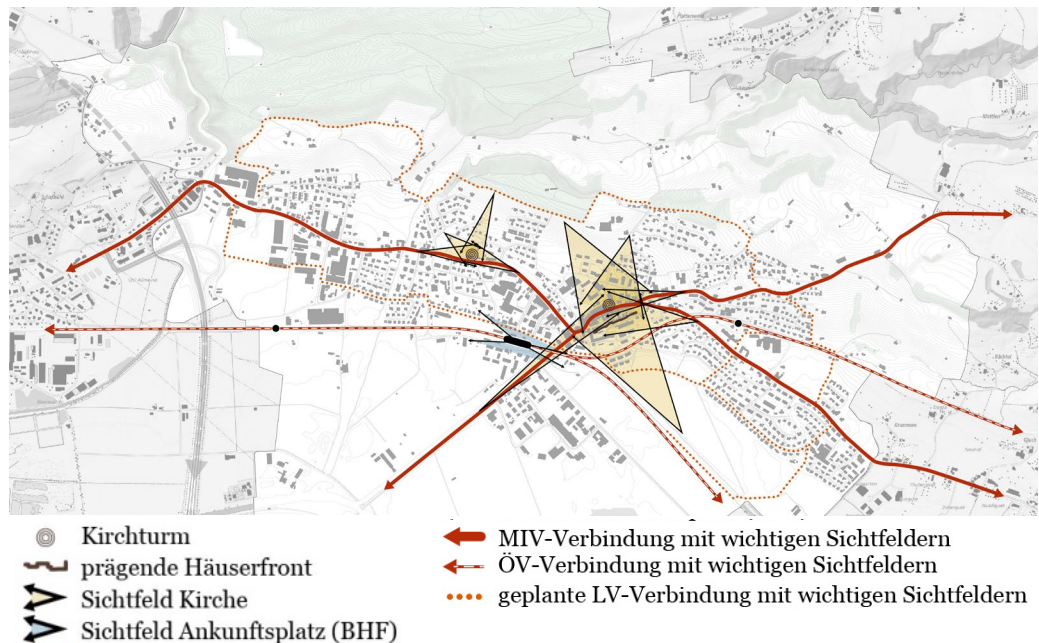 Kirchturm
prägende Häuserfront
Sichtfeld Kirche
Sichtfeld Ankunftsplatz (BHF)
MIV-Verbindung mit wichtigen Sichtfeldern
ÖV-Verbindung mit wichtigen Sichtfeldern
geplante LV-Verbindung mit wichtigen Sichtfeldern